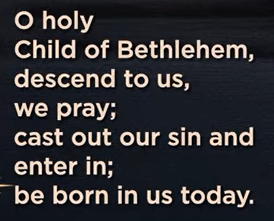 O holy
Child of Bethlehem,
descend to us,
we pray;
cast out our sin and
enter in;
be born in us today.